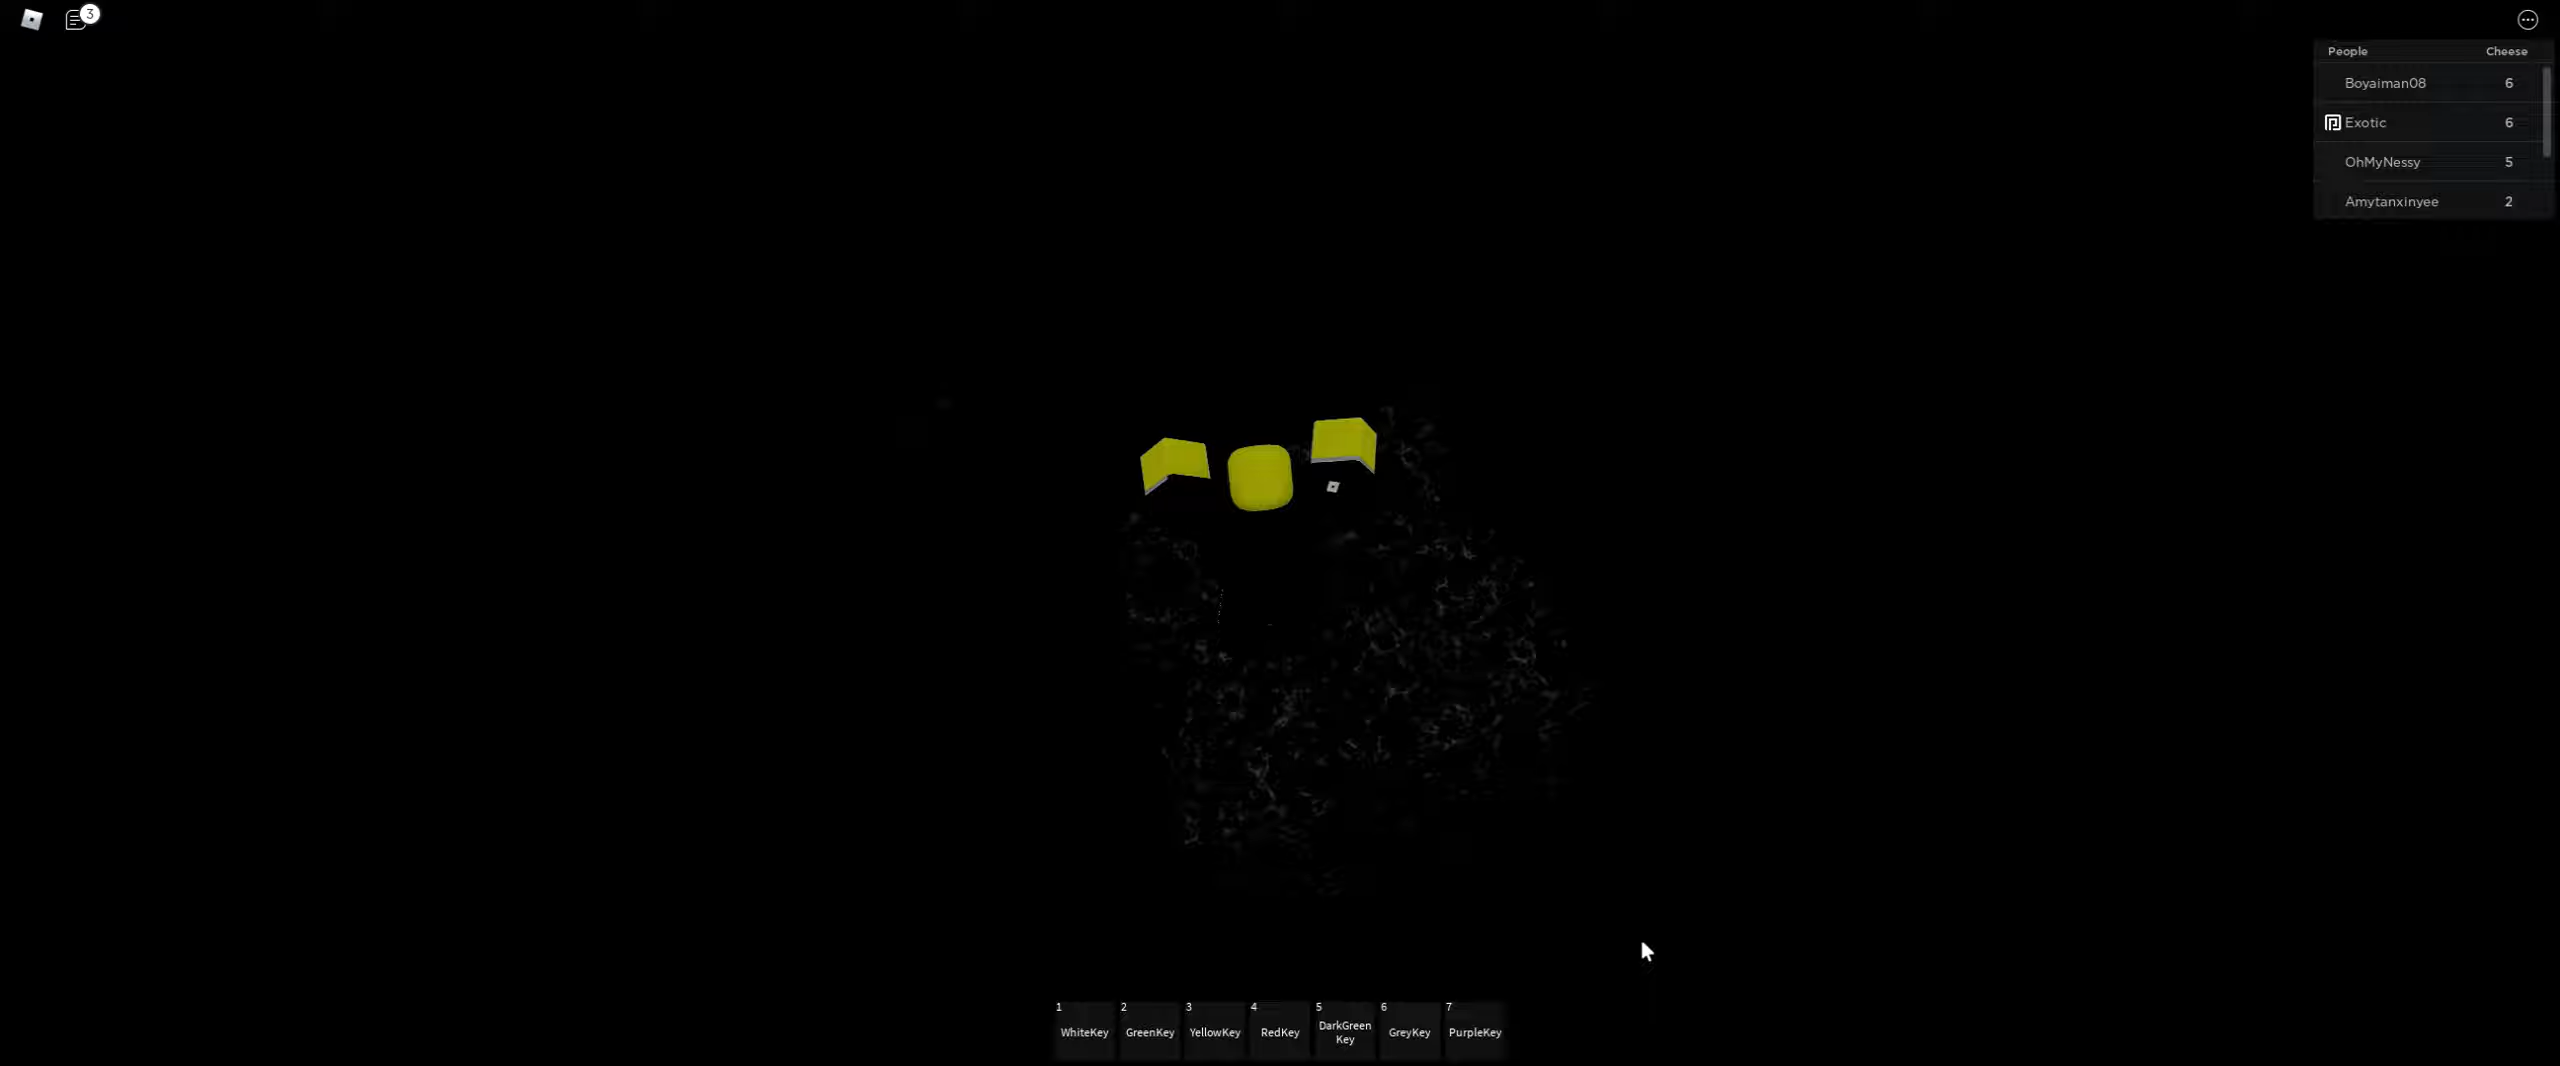 3
People Cheese
Boyaiman08 6
Exotic 6
OhMyNessy 5
Amytanxinyee 2
1 2 3 4 5 6 7
WhiteKey GreenKey YellowKey RedKey DarkGreen GreyKey PurpleKey
Key